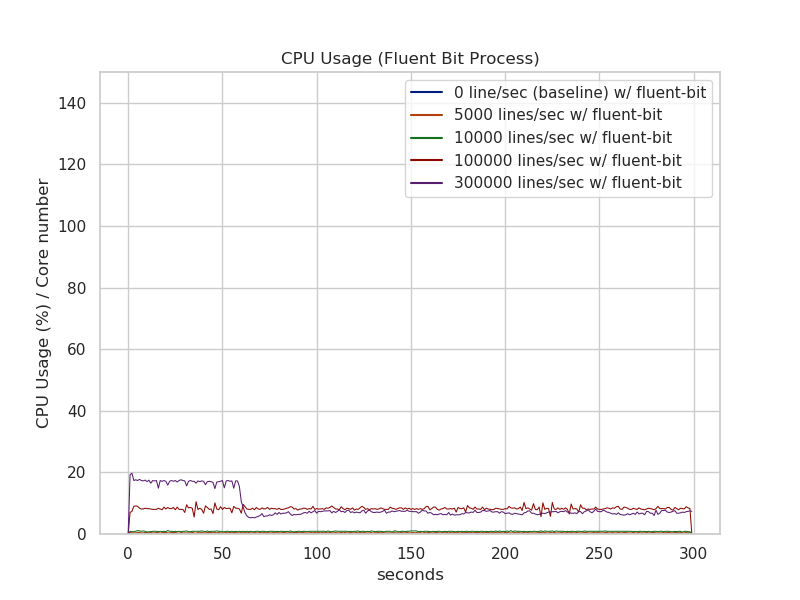 CPU Usage (Fluent Bit Process)
0 line/sec (baseline) w/ fluent-bit
5000 lines/sec w/ fluent-bit
10000 lines/sec w/ fluent-bit
100000 lines/sec w/ fluent-bit
300000 lines/sec w/ fluent-bit
CPU Usage (%) / Core number
140
120
100
80
60
40
20
0
0
50
100
150
200
250
300
seconds